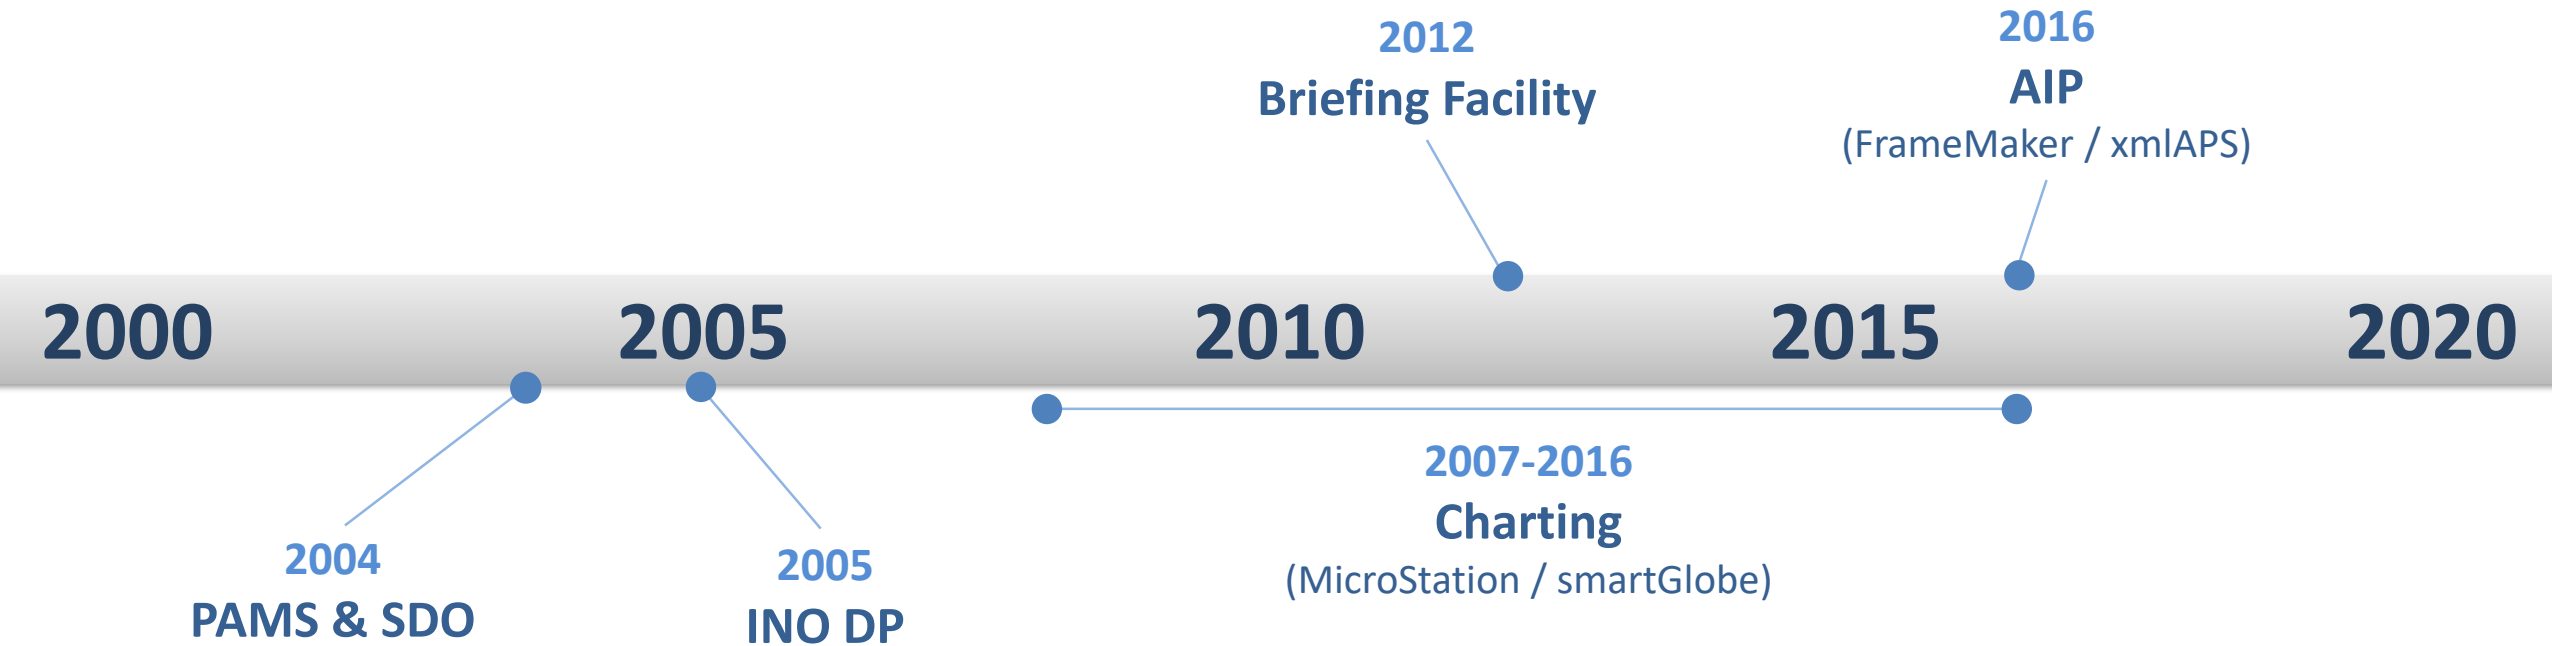 2012
Briefing Facility
2016
AIP
(FrameMaker / xmlAPS)
2000
2005
2010
2015
2020
2004
PAMS & SDO
2005
INO DP
2007-2016
Charting
(MicroStation / smartGlobe)